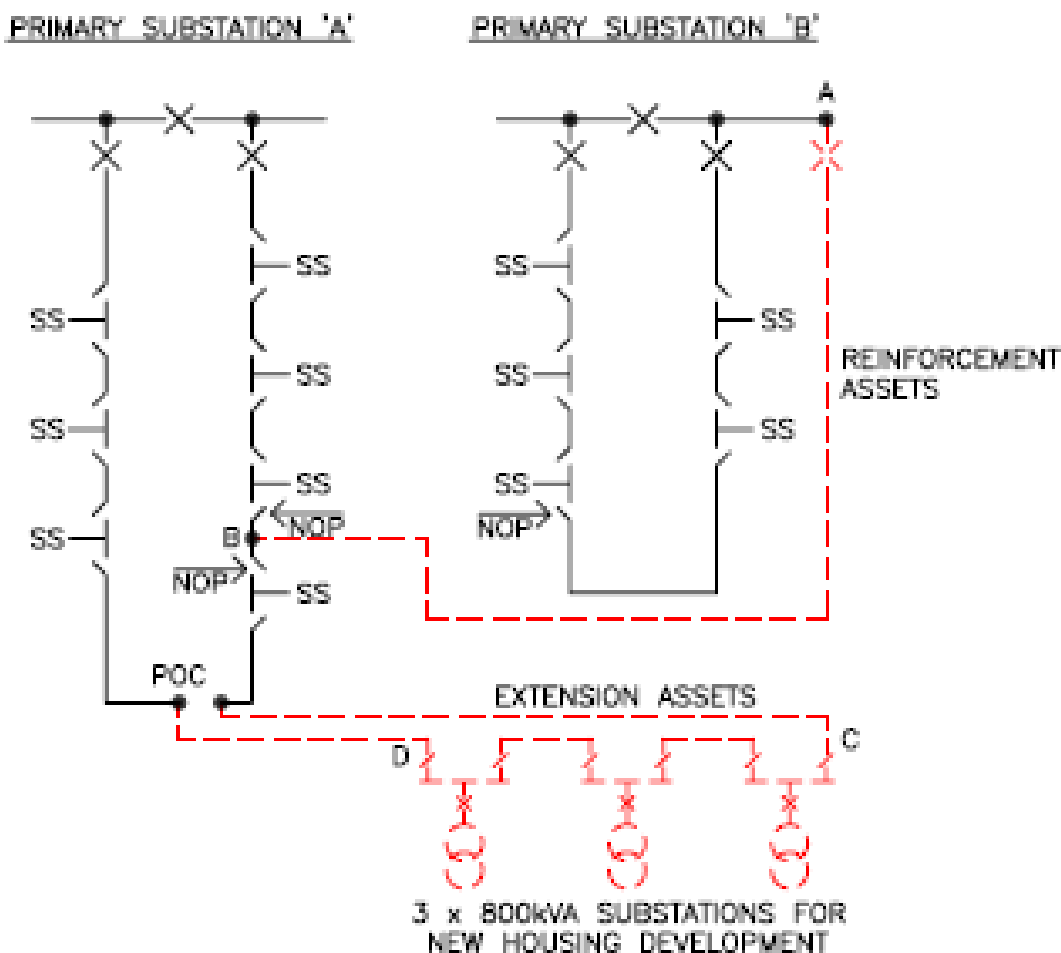 PRIMARY SUBSTATION 'A'
PRIMARY SUBSTATION 'B'
A
SS
SS
SS
SS
SS
SS
SS
SS
REINFORCEMENT
ASSETS
SS
SS
SS
SS
NOP
NOP
SS
B
NOP
SS
POC
EXTENSION ASSETS
D
C
3 x 800kVA SUBSTATIONS FOR
NEW HOUSING DEVELOPMENT